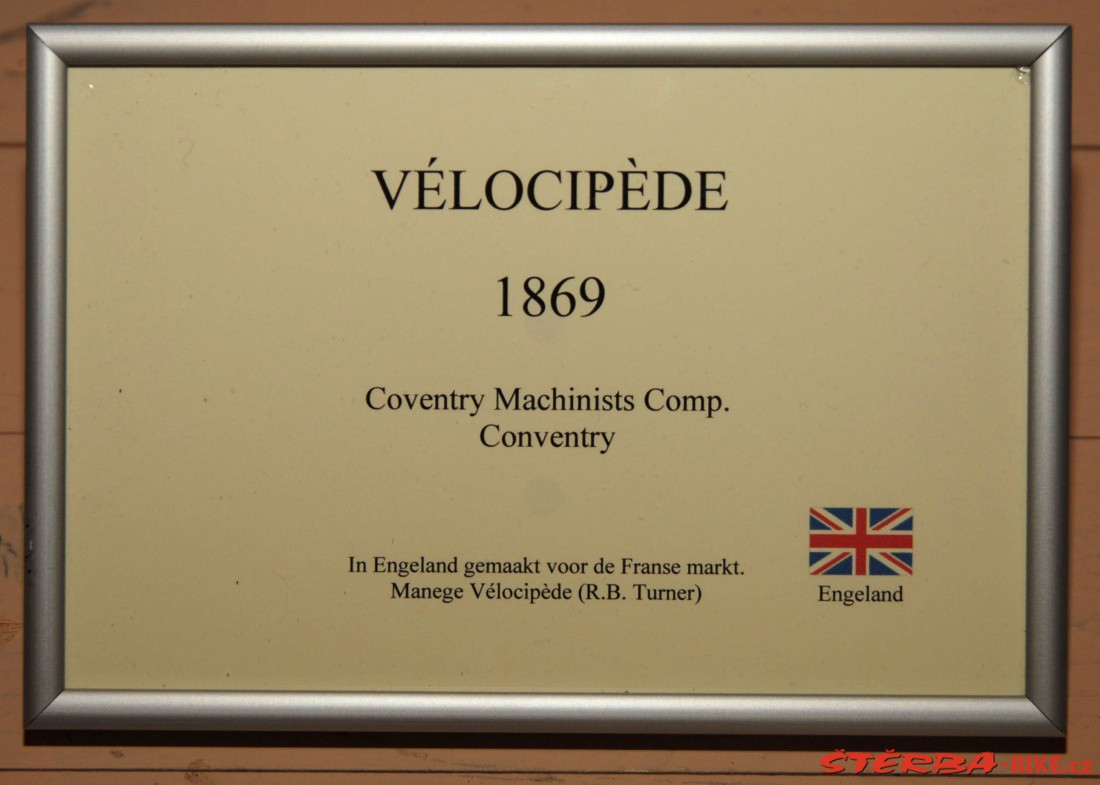 VÉLOCIPÈDE
1869
Coventry Machinists Comp.
Conventry
In Engeland gemaakt voor de Franse markt.
Manege Vélocipède (R.B. Turner)
Engeland
ŠTĚRBA-BIKE.cz